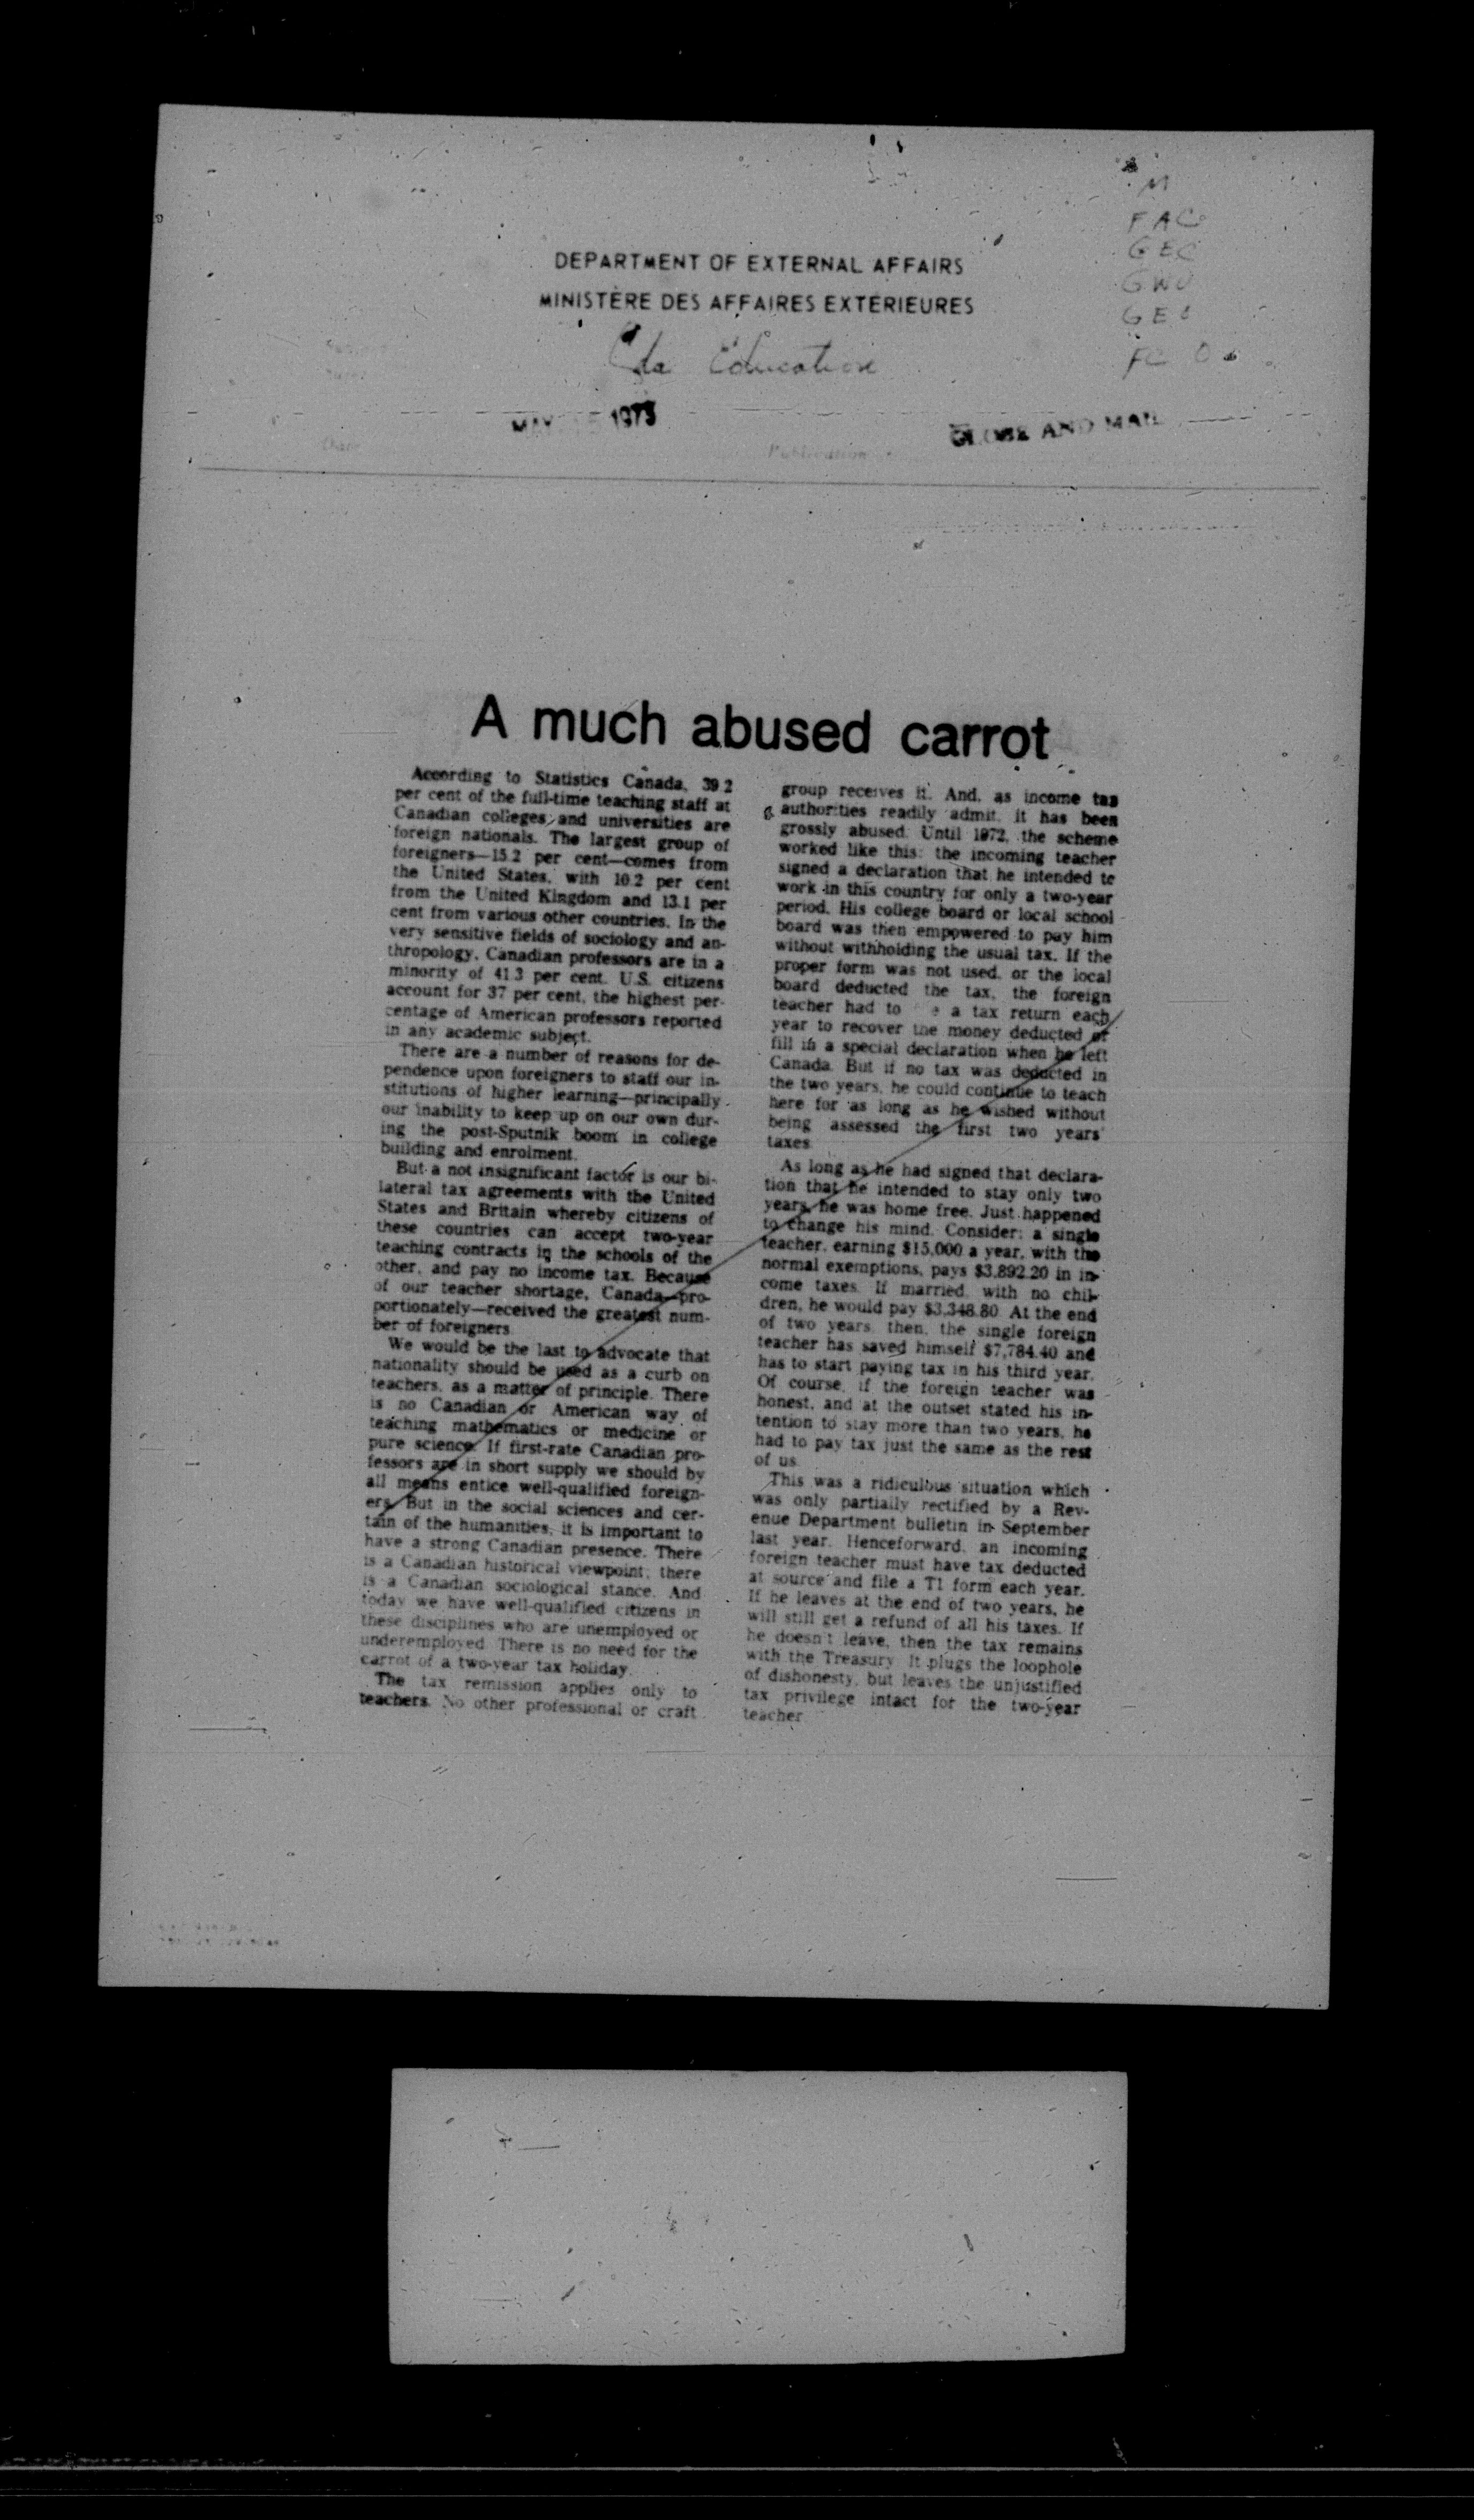 M
FAC
GEC
GWU
GEC
FC
DEPARTMENT OF EXTERNAL AFFAIRS
MINISTÈRE DES AFFAIRES EXTÉRIEURES
Cda Education
MAY 1973
GLOBE AND MAIL
Date
Publication
A much abused carrot
According to Statistics Canada, 39.2
per cent of the full-time teaching staff at
Canadian colleges and universities are
foreign nationals. The largest group of
foreigners—15.2 per cent—comes from
the United States, with 10.2 per cent
from the United Kingdom and 13.1 per
cent from various other countries. In the
very sensitive fields of sociology and an-
thropology, Canadian professors are in a
minority of 41.3 per cent. U.S. citizens
account for 37 per cent, the highest per-
centage of American professors reported
in any academic subject.
There are a number of reasons for de-
pendence upon foreigners to staff our in-
stitutions of higher learning—principally
our inability to keep up on our own dur-
ing the post-Sputnik boom in college
building and enrolment.
But a not insignificant factor is our bi-
lateral tax agreements with the United
States and Britain whereby citizens of
these countries can accept two-year
teaching contracts in the schools of the
other, and pay no income tax. Because
of our teacher shortage, Canada—pro-
portionately—received the greatest num-
ber of foreigners.
We would be the last to advocate that
nationality should be used as a curb on
teachers, as a matter of principle. There
is no Canadian or American way of
teaching mathematics or medicine or
pure science. If first-rate Canadian pro-
fessors are in short supply we should by
all means entice well-qualified foreign-
ers. But in the social sciences and cer-
tain of the humanities, it is important to
have a strong Canadian presence. There
is a Canadian historical viewpoint; there
is a Canadian sociological stance. And
today we have well-qualified citizens in
these disciplines who are unemployed or
underemployed. There is no need for the
carrot of a two-year tax holiday.
The tax remission applies only to
teachers. No other professional or craft
group receives it. And, as income tax
authorities readily admit, it has been
grossly abused. Until 1972, the scheme
worked like this: the incoming teacher
signed a declaration that he intended to
work in this country for only a two-year
period. His college board or local school
board was then empowered to pay him
without withholding the usual tax. If the
proper form was not used, or the local
board deducted the tax, the foreign
teacher had to a tax return each
year to recover the money deducted or
fill in a special declaration when he left
Canada. But if no tax was deducted in
the two years, he could continue to teach
here for as long as he wished without
being assessed the first two years'
taxes.
As long as he had signed that declara-
tion that he intended to stay only two
years, he was home free. Just happened
to change his mind. Consider: a single
teacher, earning $15,000 a year, with the
normal exemptions, pays $3,892.20 in in-
come taxes. If married, with no chil-
dren, he would pay $3,348.80. At the end
of two years, then, the single foreign
teacher has saved himself $7,784.40 and
has to start paying tax in his third year.
Of course, if the foreign teacher was
honest, and at the outset stated his in-
tention to stay more than two years, he
had to pay tax just the same as the rest
of us.
This was a ridiculous situation which
was only partially rectified by a Rev-
enue Department bulletin in September
last year. Henceforward, an incoming
foreign teacher must have tax deducted
at source and file a T1 form each year.
If he leaves at the end of two years, he
will still get a refund of all his taxes. If
he doesn't leave, then the tax remains
with the Treasury. It plugs the loophole
of dishonesty, but leaves the unjustified
tax privilege intact for the two-year
teacher.